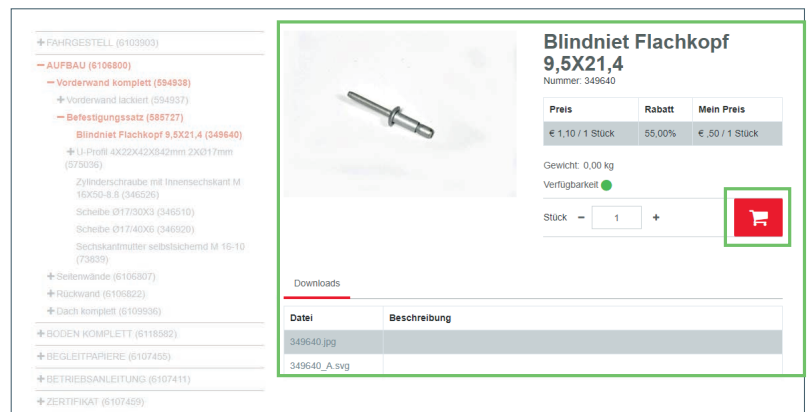 + FAHRGESTELL (6103903)
− AUFBAU (6106800)
− Vorderwand komplett (594938)
+ Vorderwand lackiert (594937)
− Befestigungssatz (585727)
Blindniet Flachkopf 9,5X21,4 (349640)
+ U-Profil 4X22X42X842mm 2XØ17mm
(575036)
Zylinderschraube mit Innensechskant M
16X50-8.8 (346526)
Scheibe Ø17/30X3 (346510)
Scheibe Ø17/40X6 (346920)
Sechskantmutter selbstsichernd M 16-10
(73839)
+ Seitenwände (6106807)
+ Rückwand (6106822)
+ Dach komplett (6109936)
+ BODEN KOMPLETT (6118582)
+ BEGLEITPAPIERE (6107455)
+ BETRIEBSANLEITUNG (6107411)
+ ZERTIFIKAT (6107459)
Blindniet Flachkopf
9,5X21,4
Nummer: 349640
Preis Rabatt Mein Preis
€ 1,10 / 1 Stück 55,00% € ,50 / 1 Stück
Gewicht: 0,00 kg
Verfügbarkeit
Stück − 1 +
Downloads
Datei Beschreibung
349640.jpg
349640_A.svg